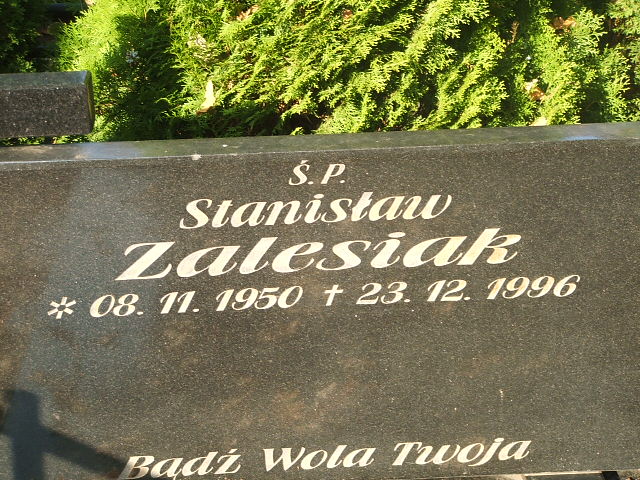 Ś.P.
Stanisław
Zalesiak
* 08. 11. 1950 † 23. 12. 1996
Bądź Wola Twoja